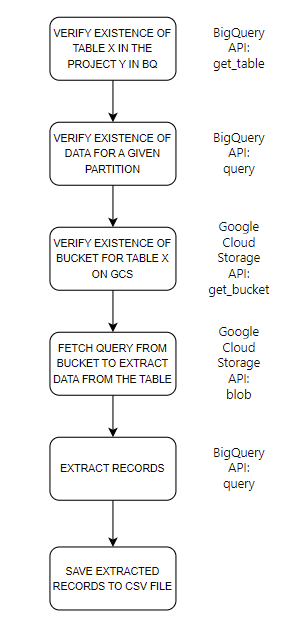 VERIFY EXISTENCE OF
TABLE X IN THE
PROJECT Y IN BQ
BigQuery
API:
get_table
VERIFY EXISTENCE OF
DATA FOR A GIVEN
PARTITION
BigQuery
API:
query
VERIFY EXISTENCE OF
BUCKET FOR TABLE X
ON GCS
Google
Cloud
Storage
API:
get_bucket
FETCH QUERY FROM
BUCKET TO EXTRACT
DATA FROM THE TABLE
Google
Cloud
Storage
API:
blob
EXTRACT RECORDS
BigQuery
API:
query
SAVE EXTRACTED
RECORDS TO CSV FILE